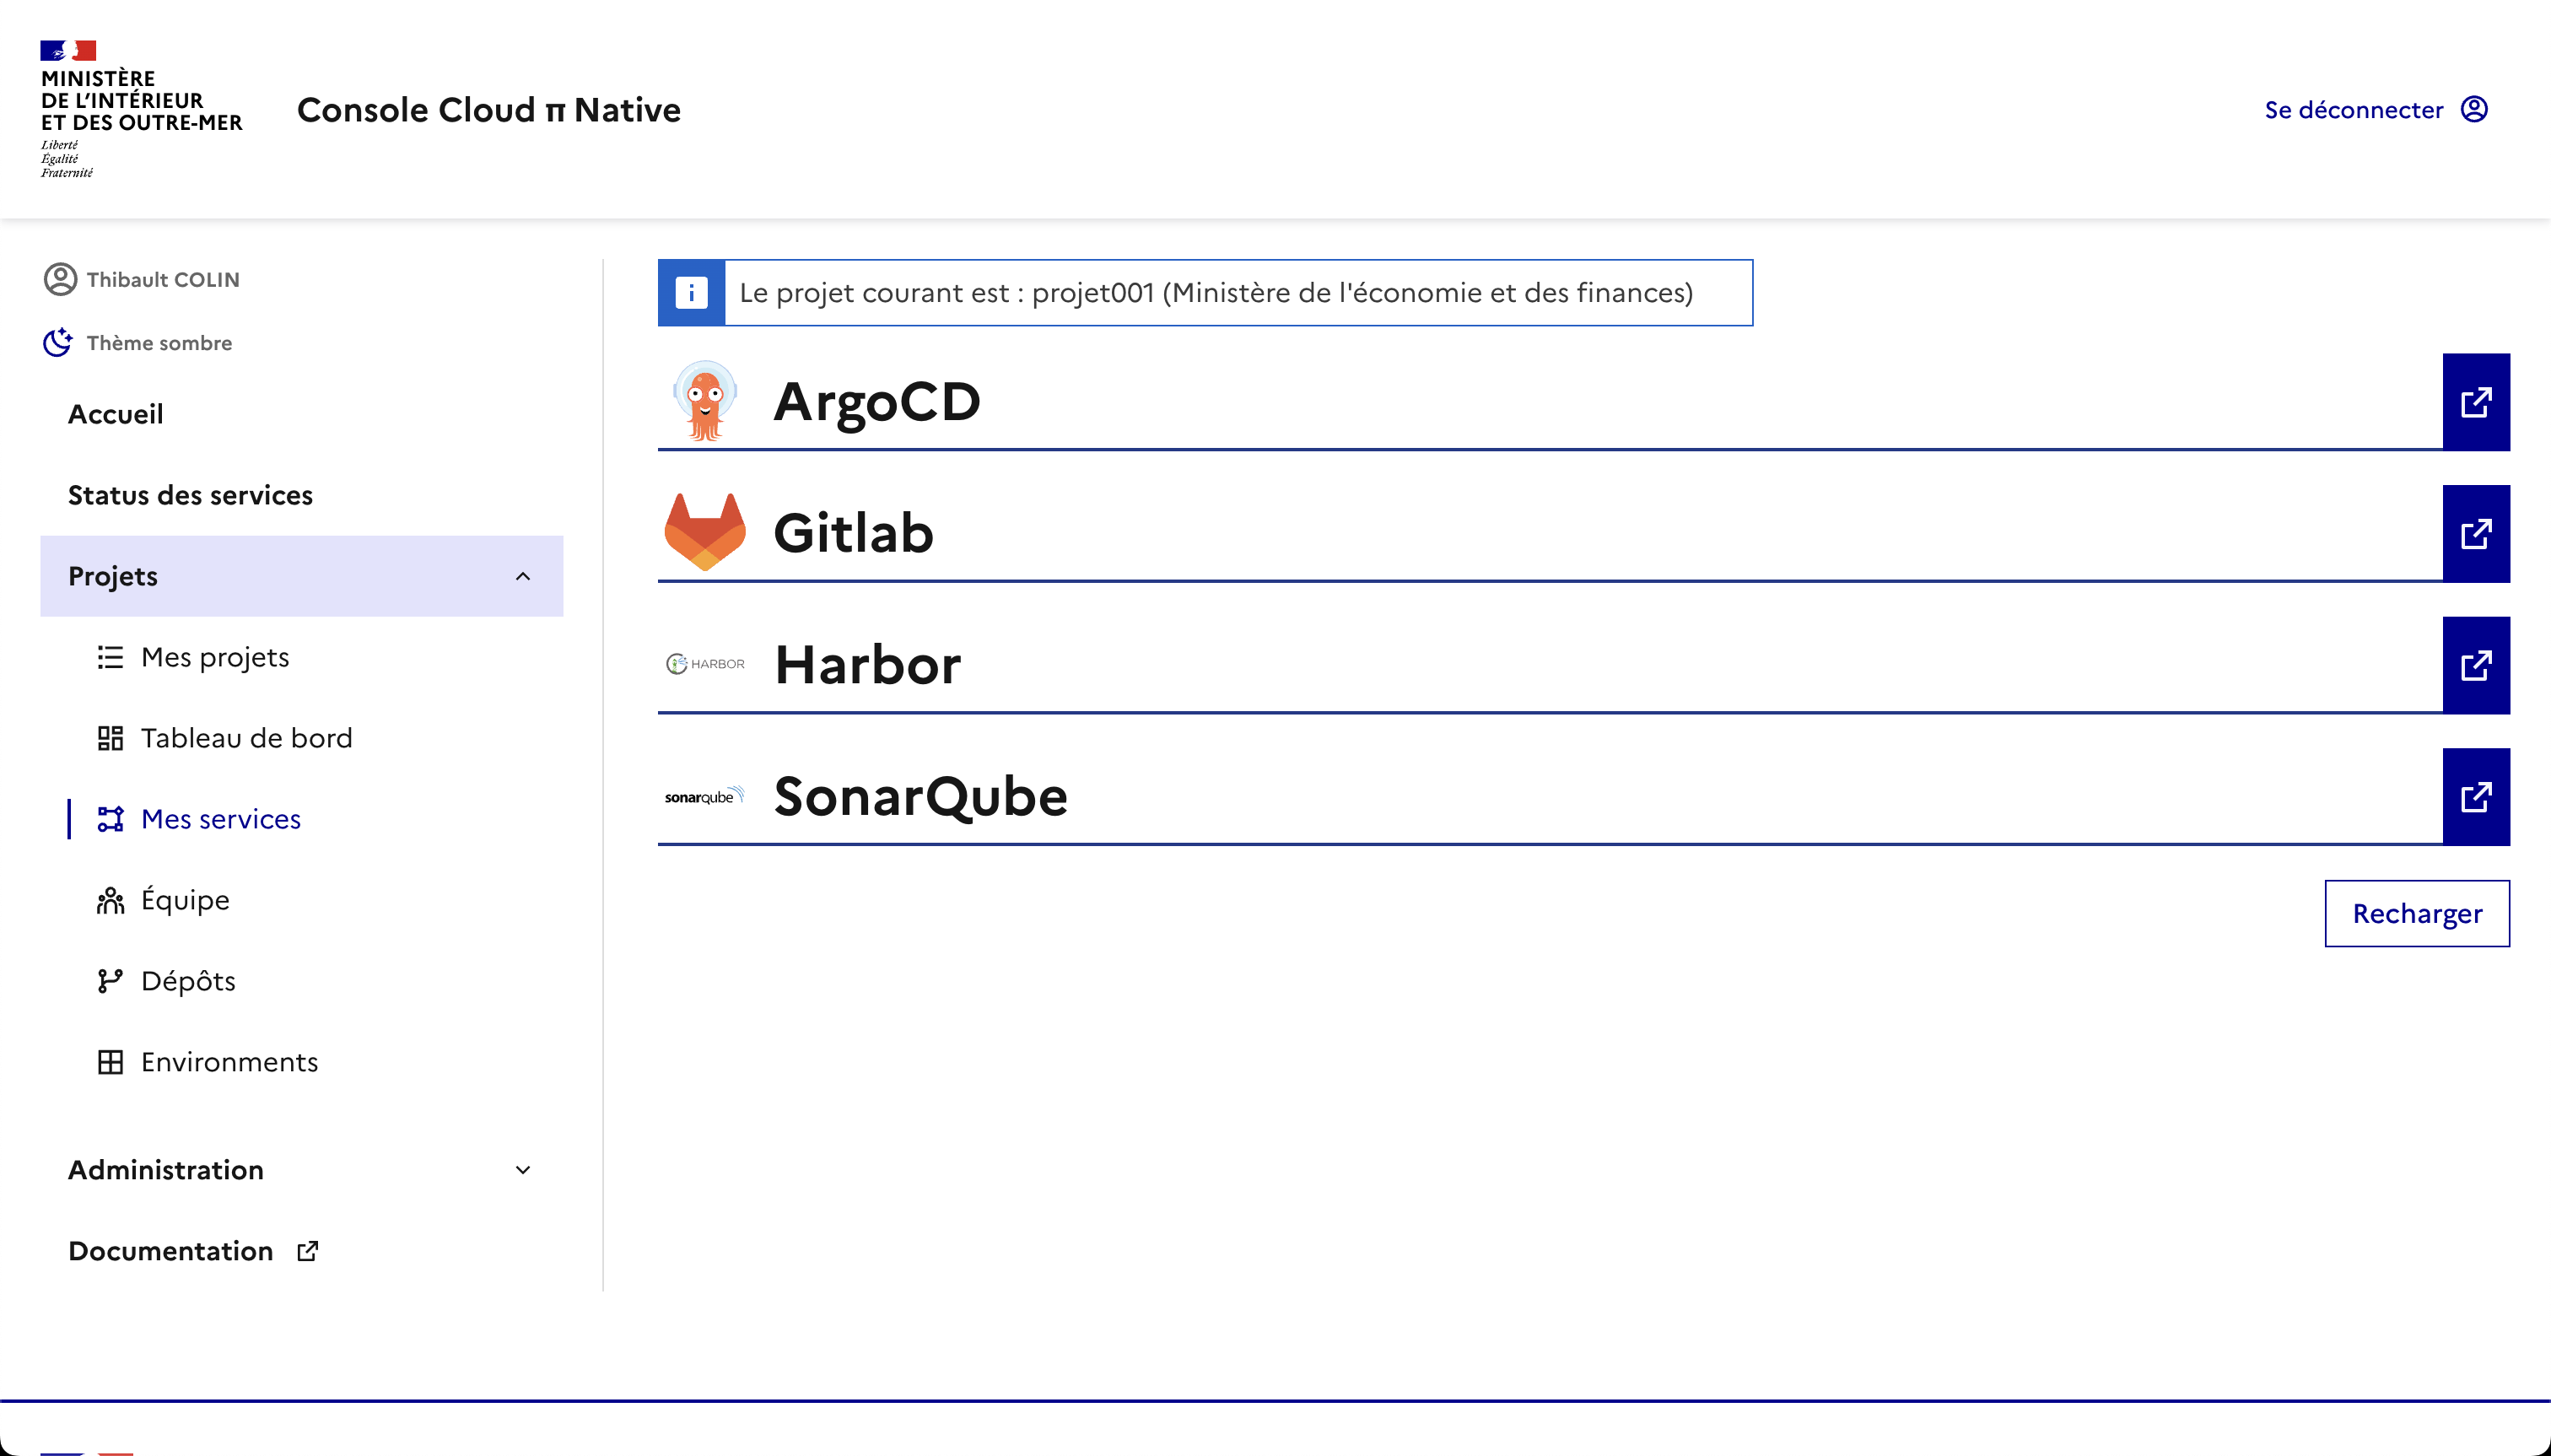 MINISTÈRE
DE L'INTÉRIEUR
ET DES OUTRE-MER
Liberté
Égalité
Fraternité
Console Cloud π Native
Se déconnecter
Thibault COLIN
Thème sombre
Accueil
Status des services
Projets
Mes projets
Tableau de bord
Mes services
Équipe
Dépôts
Environments
Administration
Documentation
Le projet courant est : projet001 (Ministère de l'économie et des finances)
ArgoCD
Gitlab
HARBOR
Harbor
sonarqube
SonarQube
Recharger